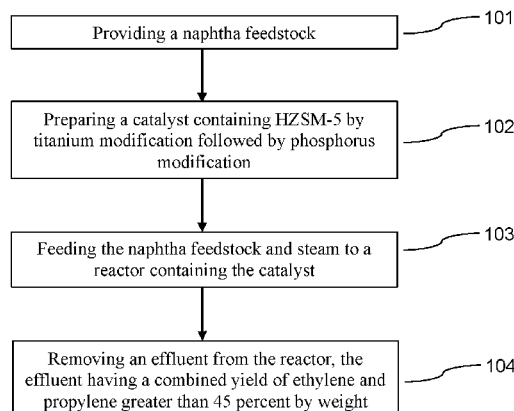 Providing a naphtha feedstock
101
Preparing a catalyst containing HZSM-5 by
titanium modification followed by phosphorus
modification
102
Feeding the naphtha feedstock and steam to a
reactor containing the catalyst
103
Removing an effluent from the reactor, the
effluent having a combined yield of ethylene and
propylene greater than 45 percent by weight
104